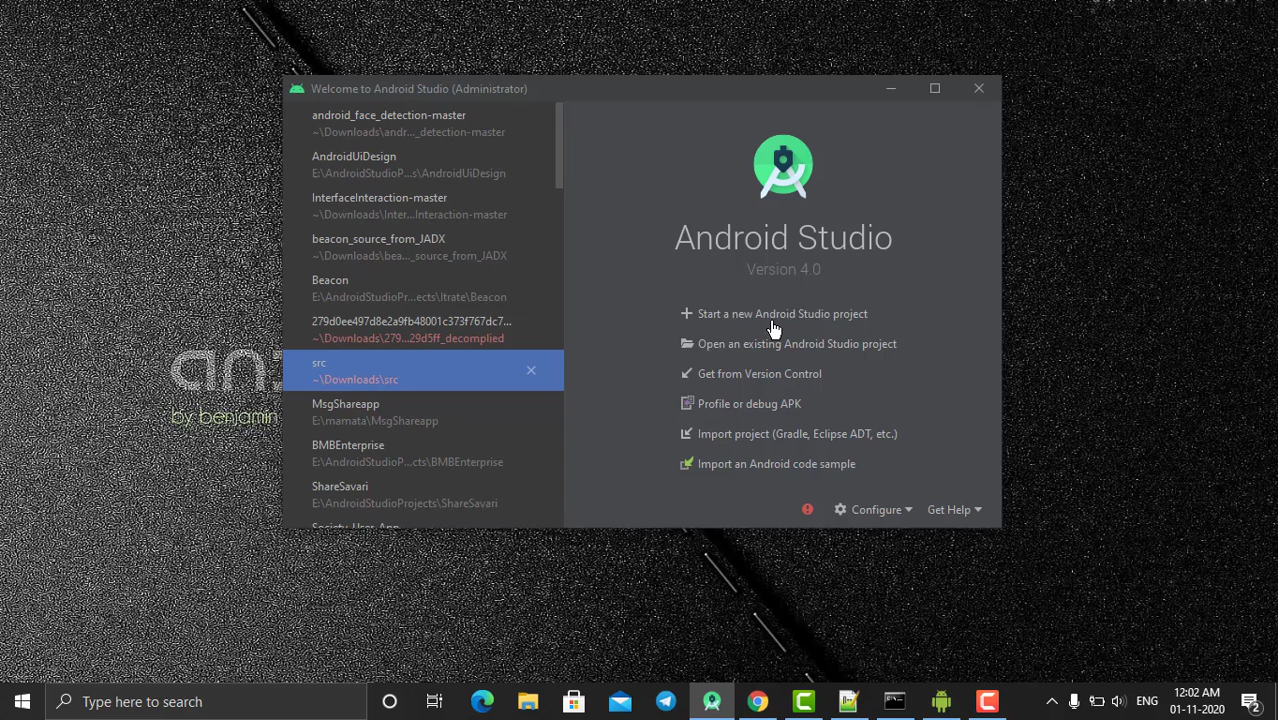 Welcome to Android Studio (Administrator)
android_face_detection-master
~\Downloads\andr..._detection-master
AndroidUiDesign
E:\AndroidStudioP...s\AndroidUiDesign
InterfaceInteraction-master
~\Downloads\Inter...Interaction-master
beacon_source_from_JADX
~\Downloads\bea..._source_from_JADX
Beacon
E:\AndroidStudioPr...ects\Itrate\Beacon
279d0ee497d8e2a9fb48001c373f767dc7...
~\Downloads\279...29d5ff_decomplied
src
~\Downloads\src
MsgShareapp
E:\mamata\MsgShareapp
BMBEnterprise
E:\AndroidStudioP...cts\BMBEnterprise
ShareSavari
E:\AndroidStudioProjects\ShareSavari
Society_User_App
Android Studio
Version 4.0
Start a new Android Studio project
Open an existing Android Studio project
Get from Version Control
Profile or debug APK
Import project (Gradle, Eclipse ADT, etc.)
Import an Android code sample
Configure
Get Help
by benjamin
Type here to search
ENG
12:02 AM
01-11-2020
2